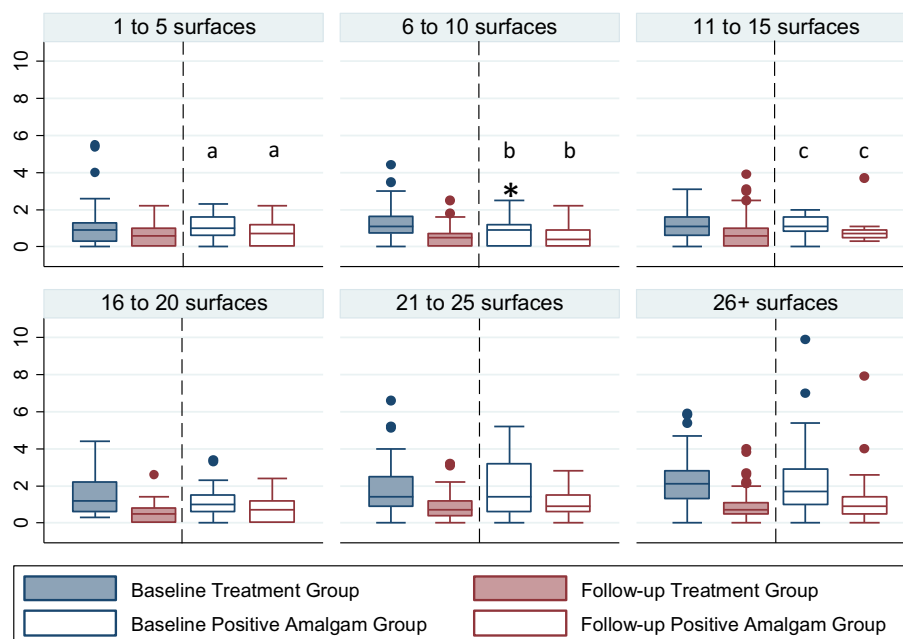 1 to 5 surfaces 6 to 10 surfaces 11 to 15 surfaces
10
8
6
a a b b c c
4
*
2
0
16 to 20 surfaces 21 to 25 surfaces 26+ surfaces
10
8
6
4
2
0
Baseline Treatment Group Follow-up Treatment Group
Baseline Positive Amalgam Group Follow-up Positive Amalgam Group